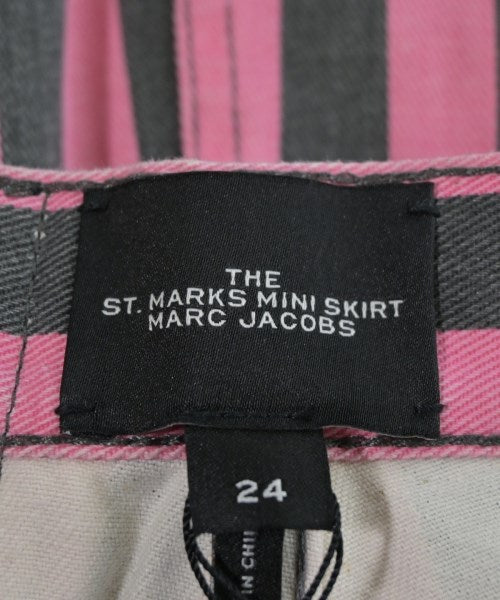 THE
ST. MARKS MINI SKIRT
MARC JACOBS
24